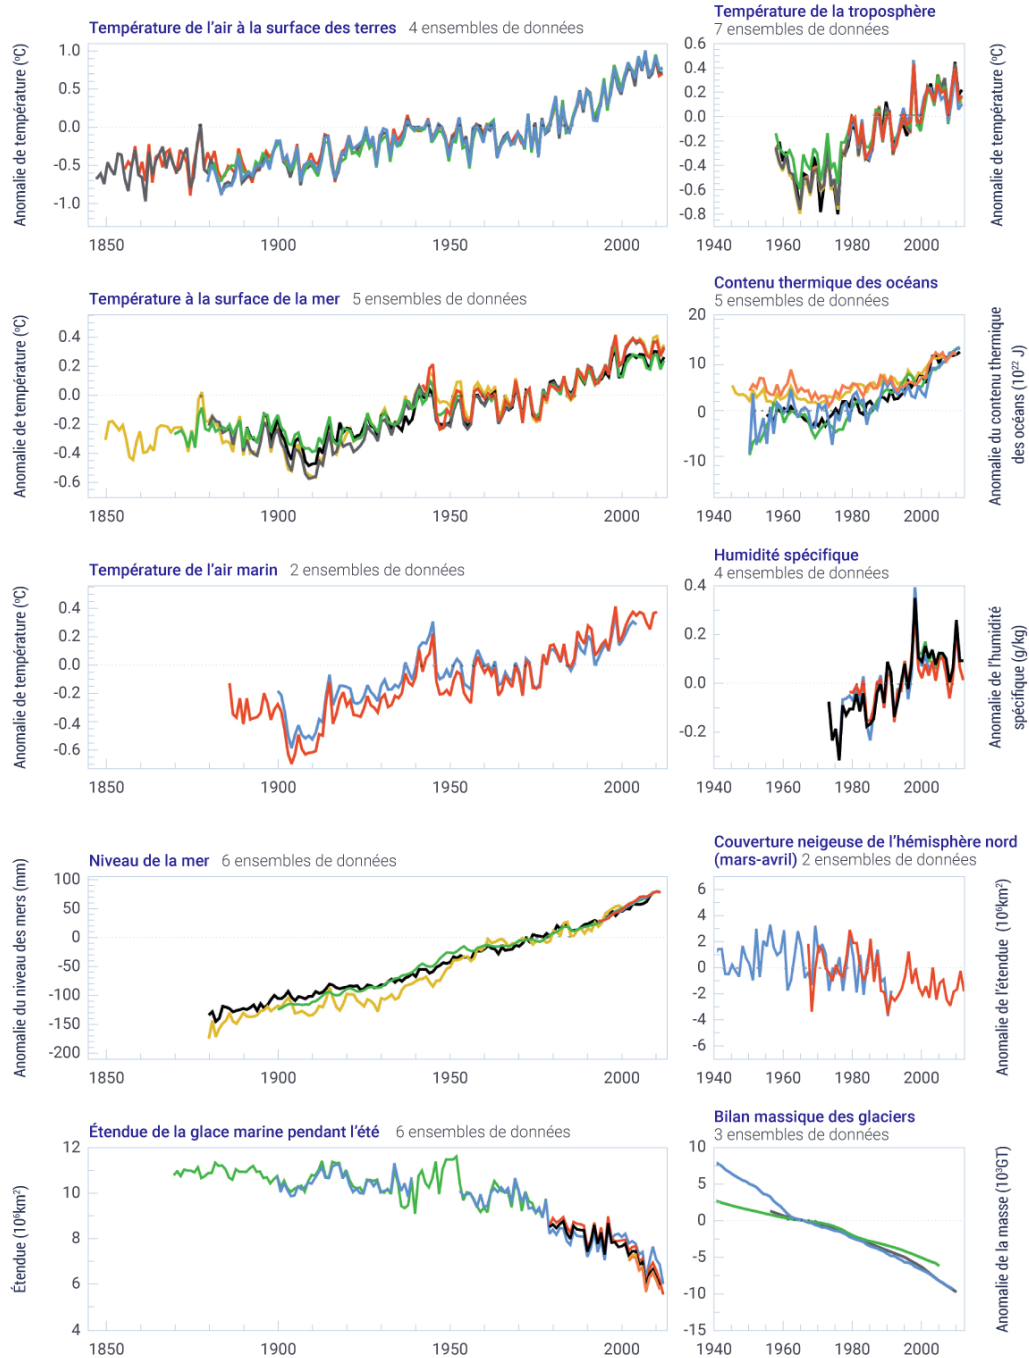 Température de l'air à la surface des terres 4 ensembles de données
Anomalie de température (ºC)
1.0
0.5
0.0
-0.5
-1.0
1850 1900 1950 2000
Température de la troposphère
7 ensembles de données
0.6
0.4
0.2
0.0
-0.2
-0.4
-0.6
-0.8
1940 1960 1980 2000
Anomalie de température (ºC)
Température à la surface de la mer 5 ensembles de données
Anomalie de température (ºC)
0.4
0.2
0.0
-0.2
-0.4
-0.6
1850 1900 1950 2000
Contenu thermique des océans
5 ensembles de données
20
10
0
-10
1940 1960 1980 2000
Anomalie du contenu thermique
des océans (10²² J)
Température de l'air marin 2 ensembles de données
Anomalie de température (ºC)
0.4
0.2
0.0
-0.2
-0.4
-0.6
1850 1900 1950 2000
Humidité spécifique
4 ensembles de données
0.4
0.2
0.0
-0.2
1940 1960 1980 2000
Anomalie de l'humidité
spécifique (g/kg)
Niveau de la mer 6 ensembles de données
Anomalie du niveau des mers (mm)
100
50
0
-50
-100
-150
-200
1850 1900 1950 2000
Couverture neigeuse de l'hémisphère nord
(mars-avril) 2 ensembles de données
6
4
2
0
-2
-4
-6
1940 1960 1980 2000
Anomalie de l'étendue (10⁶km²)
Étendue de la glace marine pendant l'été 6 ensembles de données
Étendue (10⁶km²)
12
10
8
6
4
1850 1900 1950 2000
Bilan massique des glaciers
3 ensembles de données
10
5
0
-5
-10
-15
1940 1960 1980 2000
Anomalie de la masse (10³GT)